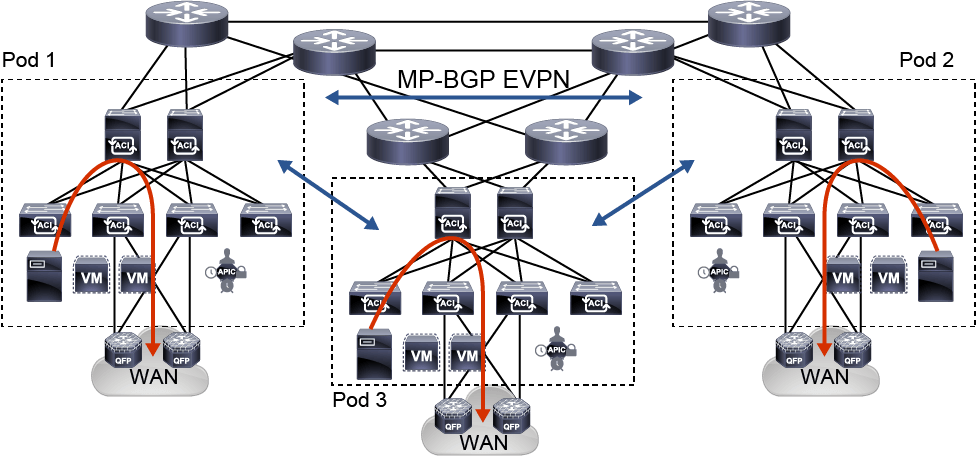 Pod 1
Pod 2
MP-BGP EVPN
ACI
ACI
ACI
ACI
ACI
ACI
ACI
ACI
ACI
ACI
ACI
ACI
ACI
ACI
VM
VM
APIC
APIC
VM
VM
ACI
ACI
ACI
ACI
VM
VM
APIC
QFP
QFP
WAN
QFP
QFP
WAN
Pod 3
QFP
QFP
WAN